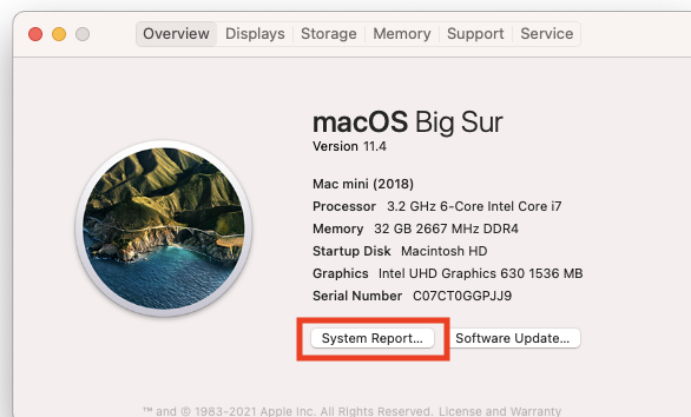 Overview Displays Storage Memory Support Service
macOS Big Sur
Version 11.4
Mac mini (2018)
Processor 3.2 GHz 6-Core Intel Core i7
Memory 32 GB 2667 MHz DDR4
Startup Disk Macintosh HD
Graphics Intel UHD Graphics 630 1536 MB
Serial Number C07CT0GGPJJ9
System Report... Software Update...
™ and © 1983-2021 Apple Inc. All Rights Reserved. License and Warranty